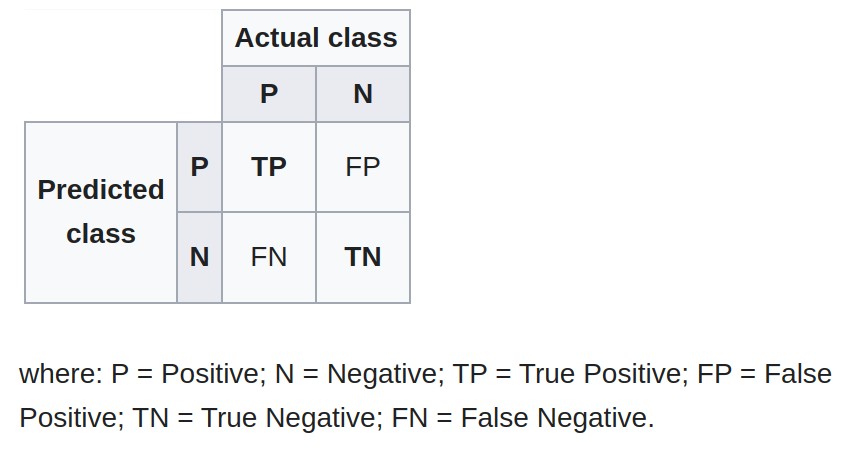 Actual class
P N
P TP FP
Predicted
class
N FN TN
where: P = Positive; N = Negative; TP = True Positive; FP = False
Positive; TN = True Negative; FN = False Negative.